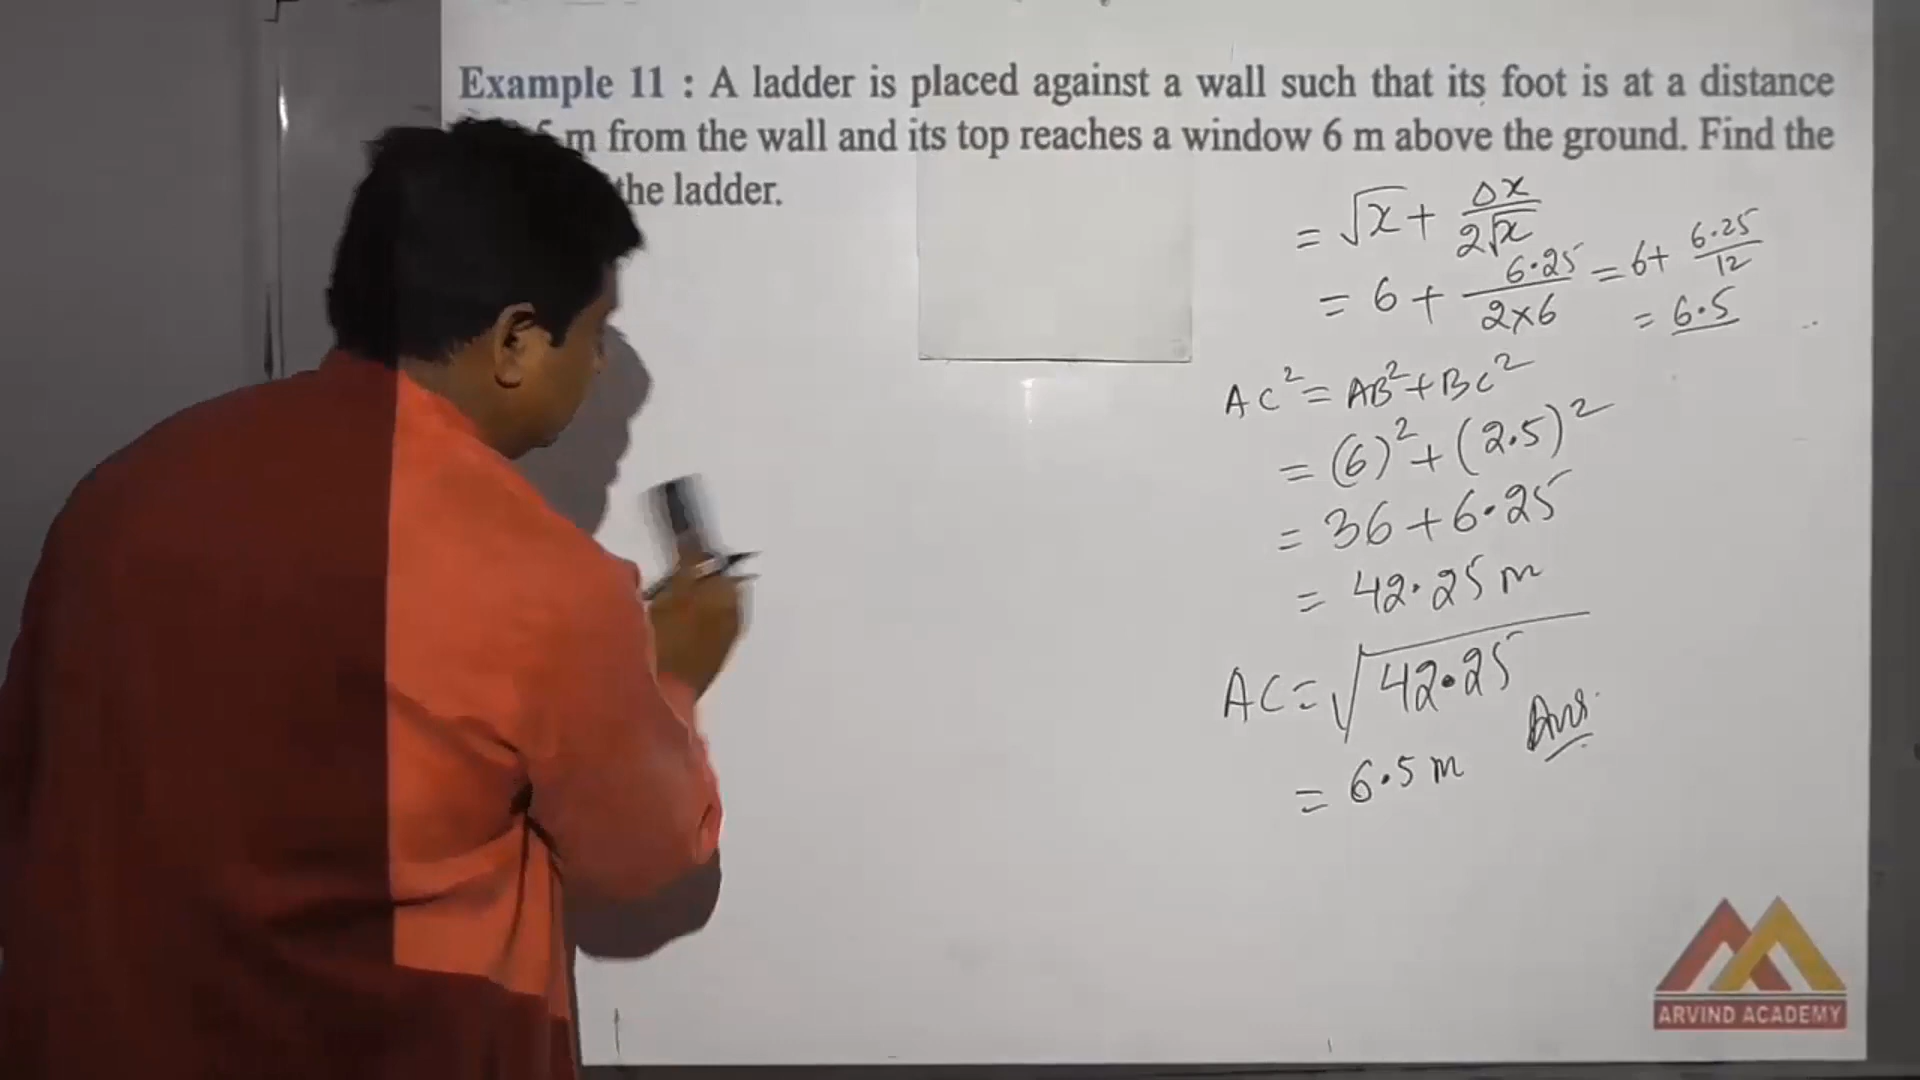 Example 11 : A ladder is placed against a wall such that its foot is at a distance
m from the wall and its top reaches a window 6 m above the ground. Find the
the ladder.
= √x + Δx / 2√x
= 6 + 6.25 / 2×6 = 6 + 6.25 / 12
= 6.5
AC² = AB² + BC²
= (6)² + (2.5)²
= 36 + 6.25
= 42.25 m
AC = √42.25
= 6.5 m Ans.
ARVIND ACADEMY